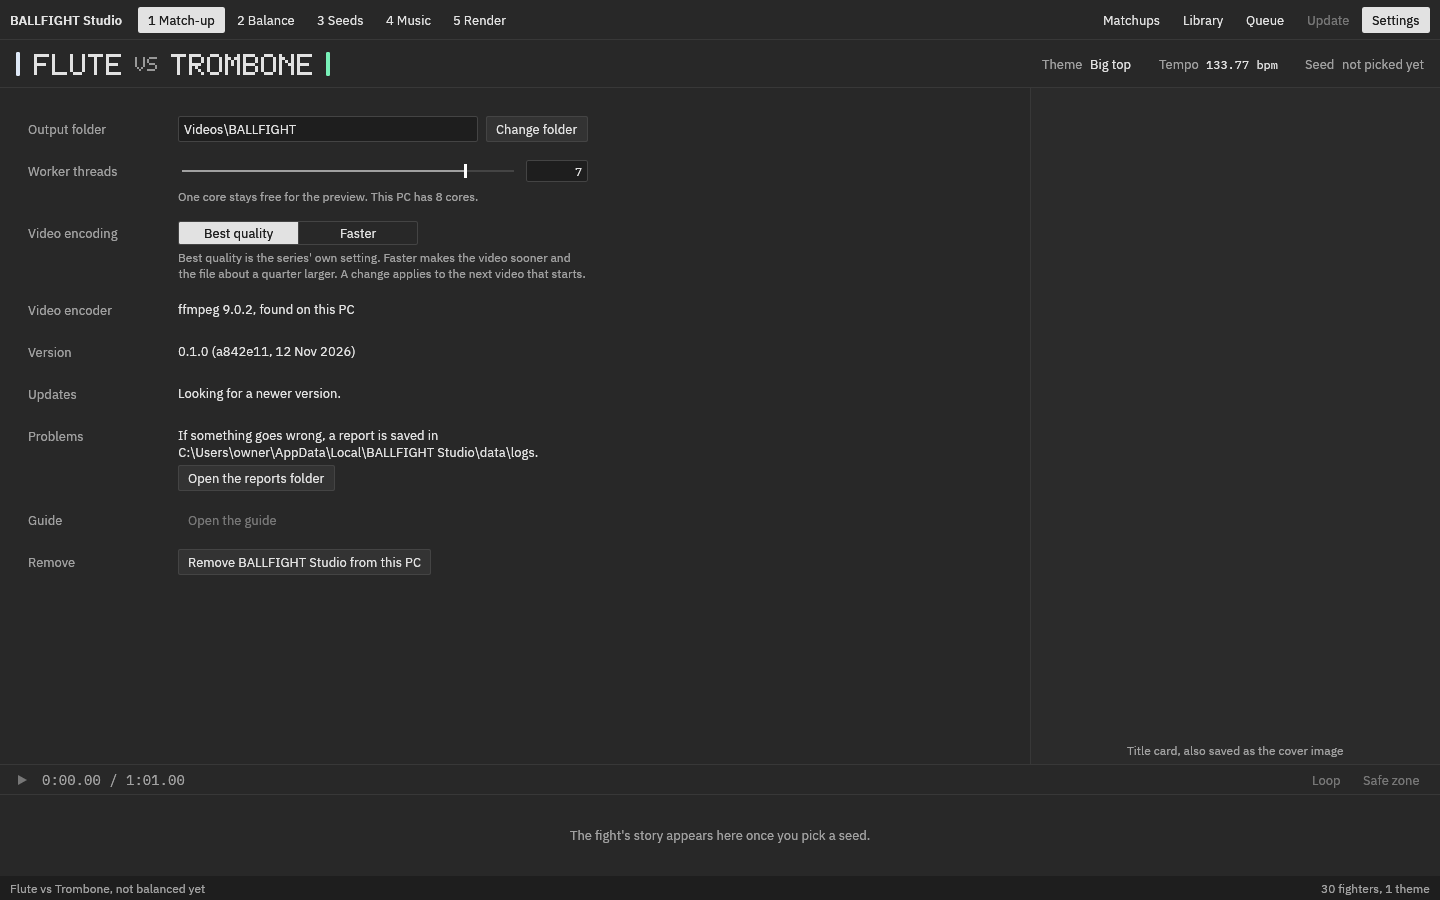 BALLFIGHT Studio 1 Match-up 2 Balance 3 Seeds 4 Music 5 Render Matchups Library Queue Update Settings
FLUTE VS TROMBONE Theme Big top Tempo 133.77 bpm Seed not picked yet
Output folder Videos\BALLFIGHT Change folder
Worker threads 7
One core stays free for the preview. This PC has 8 cores.
Video encoding Best quality Faster
Best quality is the series' own setting. Faster makes the video sooner and
the file about a quarter larger. A change applies to the next video that starts.
Video encoder ffmpeg 9.0.2, found on this PC
Version 0.1.0 (a842e11, 12 Nov 2026)
Updates Looking for a newer version.
Problems If something goes wrong, a report is saved in
C:\Users\owner\AppData\Local\BALLFIGHT Studio\data\logs.
Open the reports folder
Guide Open the guide
Remove Remove BALLFIGHT Studio from this PC
Title card, also saved as the cover image
0:00.00 / 1:01.00 Loop Safe zone
The fight's story appears here once you pick a seed.
Flute vs Trombone, not balanced yet 30 fighters, 1 theme